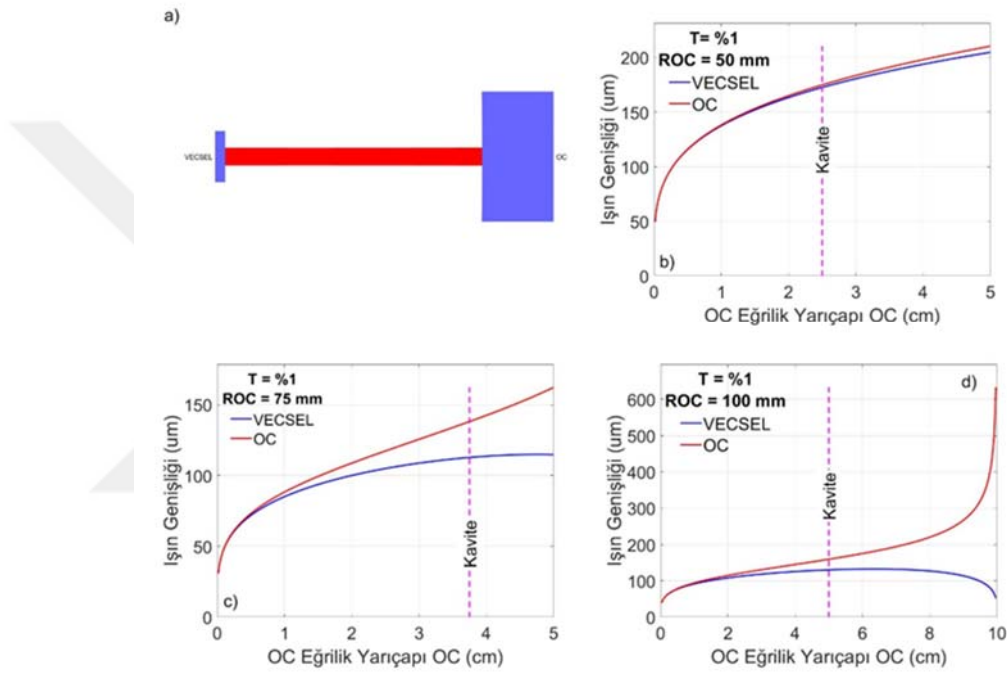 a)
VECSEL
OC
T= %1
ROC = 50 mm
VECSEL
OC
Işın Genişliği (um)
200
150
100
50
0
Kavite
b)
0 1 2 3 4 5
OC Eğrilik Yarıçapı OC (cm)
T = %1
ROC = 75 mm
VECSEL
OC
Işın Genişliği (um)
150
100
50
0
Kavite
c)
0 1 2 3 4 5
OC Eğrilik Yarıçapı OC (cm)
T = %1
ROC = 100 mm
VECSEL
OC
d)
Işın Genişliği (um)
600
500
400
300
200
100
0
Kavite
0 2 4 6 8 10
OC Eğrilik Yarıçapı OC (cm)